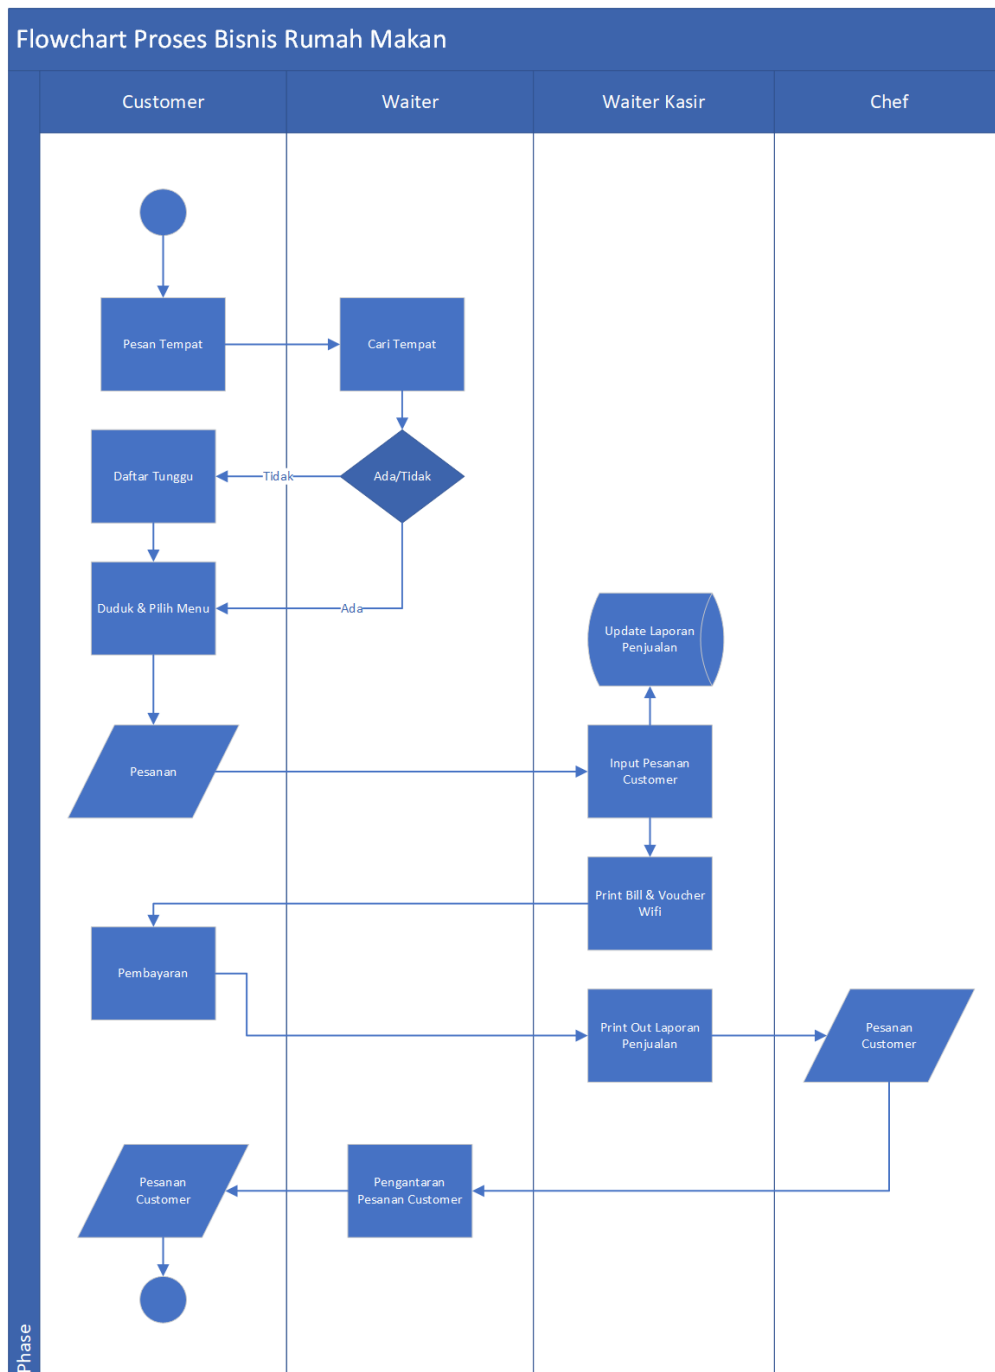 Flowchart Proses Bisnis Rumah Makan
Customer
Waiter
Waiter Kasir
Chef
Pesan Tempat
Cari Tempat
Daftar Tunggu
Tidak
Ada/Tidak
Duduk & Pilih Menu
Ada
Update Laporan
Penjualan
Pesanan
Input Pesanan
Customer
Print Bill & Voucher
Wifi
Pembayaran
Print Out Laporan
Penjualan
Pesanan
Customer
Pesanan
Customer
Pengantaran
Pesanan Customer
Phase